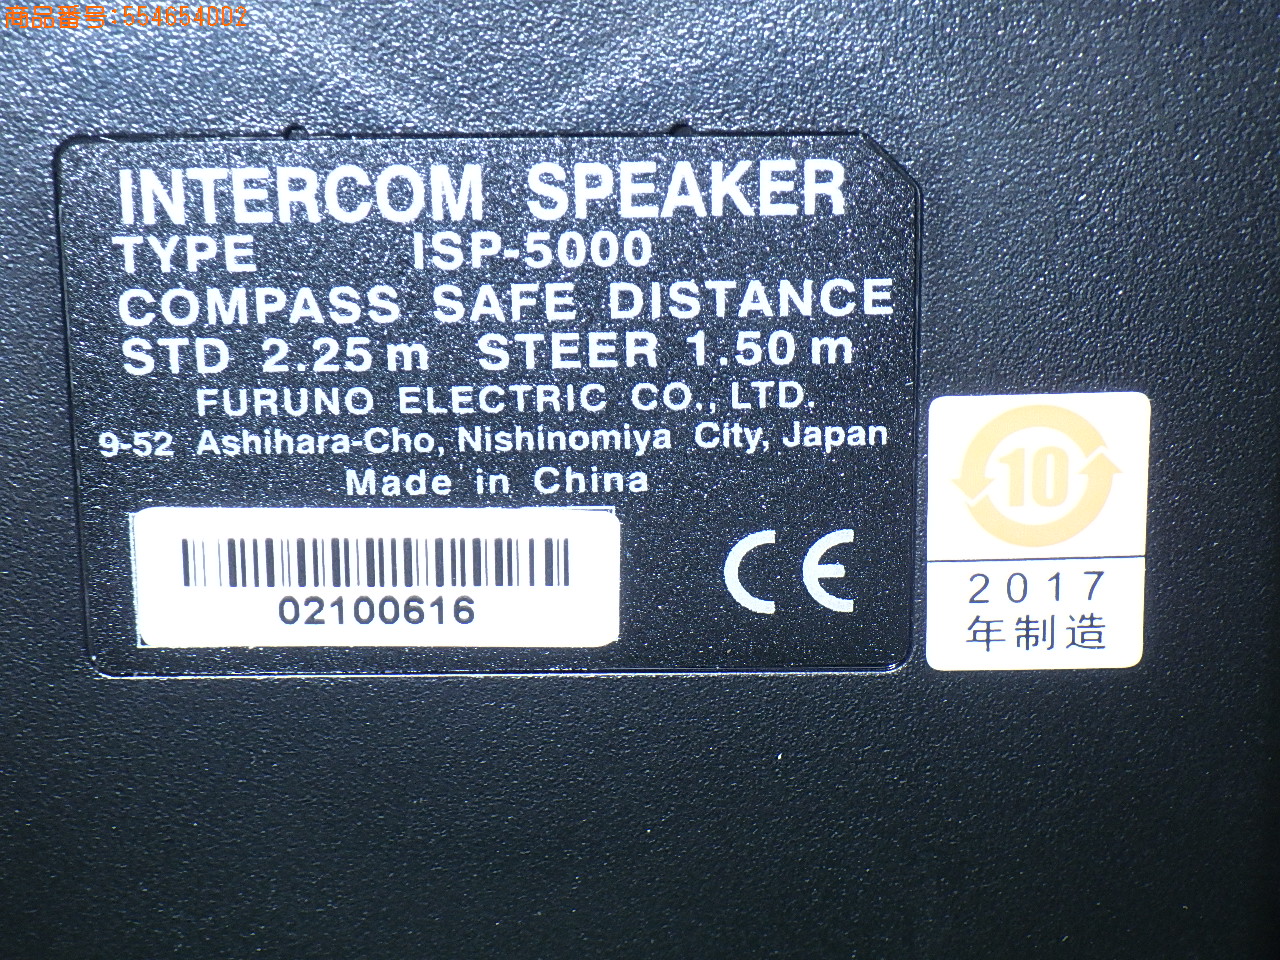 商品番号:554654002
INTERCOM SPEAKER
TYPE ISP-5000
COMPASS SAFE DISTANCE
STD 2.25 m STEER 1.50 m
FURUNO ELECTRIC CO., LTD.
9-52 Ashihara-Cho, Nishinomiya City, Japan
Made in China
02100616
CE
10
2017
年制造